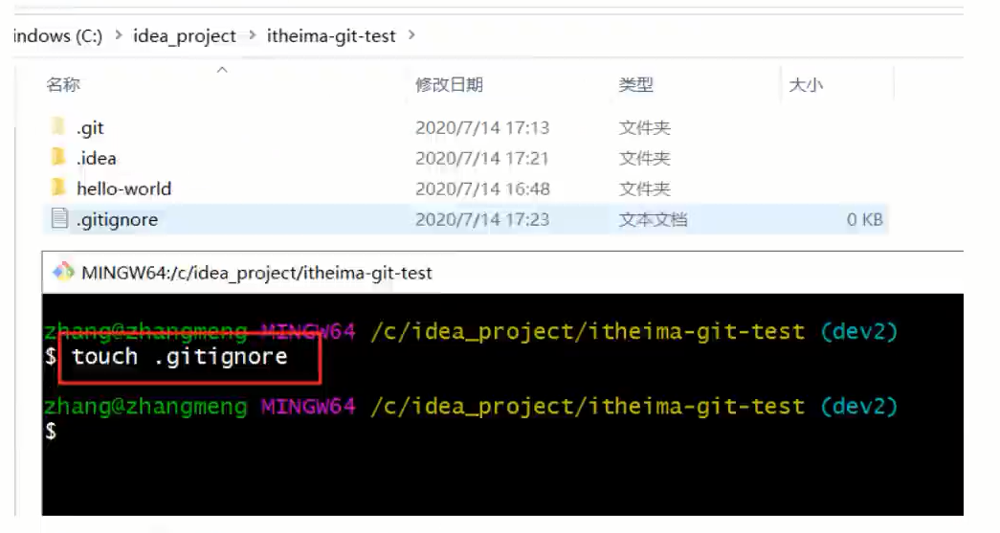 indows (C:) > idea_project > itheima-git-test >
名称 修改日期 类型 大小
.git 2020/7/14 17:13 文件夹
.idea 2020/7/14 17:21 文件夹
hello-world 2020/7/14 16:48 文件夹
.gitignore 2020/7/14 17:23 文本文档 0 KB
MINGW64:/c/idea_project/itheima-git-test
zhang@zhangmeng MINGW64 /c/idea_project/itheima-git-test (dev2)
$ touch .gitignore
zhang@zhangmeng MINGW64 /c/idea_project/itheima-git-test (dev2)
$